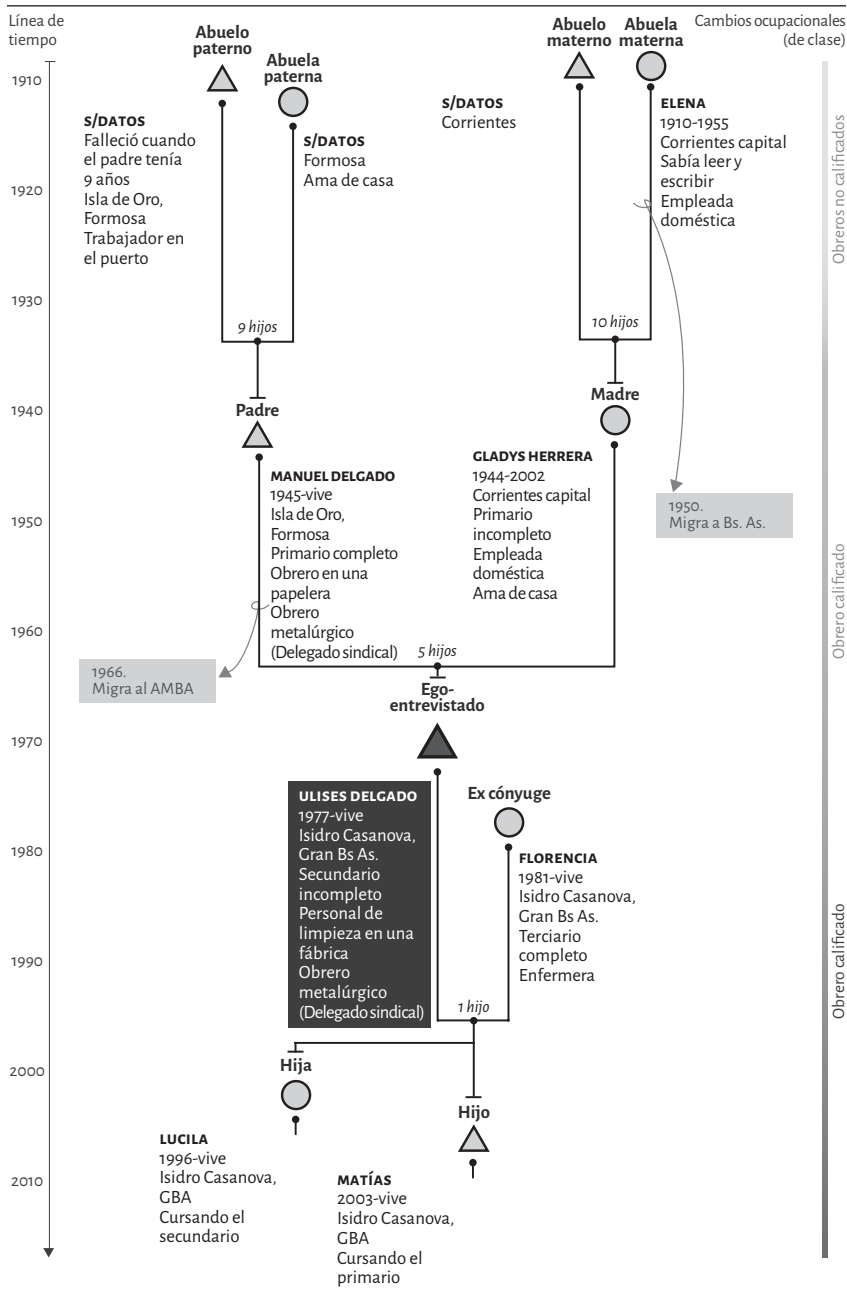 Línea de
tiempo
Cambios ocupacionales
(de clase)
1910
1920
1930
1940
1950
1960
1970
1980
1990
2000
2010
Abuelo
paterno
Abuela
paterna
Abuelo
materno
Abuela
materna
S/DATOS
Falleció cuando
el padre tenía
9 años
Isla de Oro,
Formosa
Trabajador en
el puerto
S/DATOS
Formosa
Ama de casa
S/DATOS
Corrientes
ELENA
1910-1955
Corrientes capital
Sabía leer y
escribir
Empleada
doméstica
9 hijos
10 hijos
Padre
Madre
MANUEL DELGADO
1945-vive
Isla de Oro,
Formosa
Primario completo
Obrero en una
papelera
Obrero
metalúrgico
(Delegado sindical)
GLADYS HERRERA
1944-2002
Corrientes capital
Primario
incompleto
Empleada
doméstica
Ama de casa
1950.
Migra a Bs. As.
1966.
Migra al AMBA
5 hijos
Ego-
entrevistado
ULISES DELGADO
1977-vive
Isidro Casanova,
Gran Bs As.
Secundario
incompleto
Personal de
limpieza en una
fábrica
Obrero
metalúrgico
(Delegado sindical)
Ex cónyuge
FLORENCIA
1981-vive
Isidro Casanova,
Gran Bs As.
Terciario
completo
Enfermera
1 hijo
Hija
Hijo
LUCILA
1996-vive
Isidro Casanova,
GBA
Cursando el
secundario
MATÍAS
2003-vive
Isidro Casanova,
GBA
Cursando el
primario
Obreros no calificados
Obrero calificado
Obrero calificado